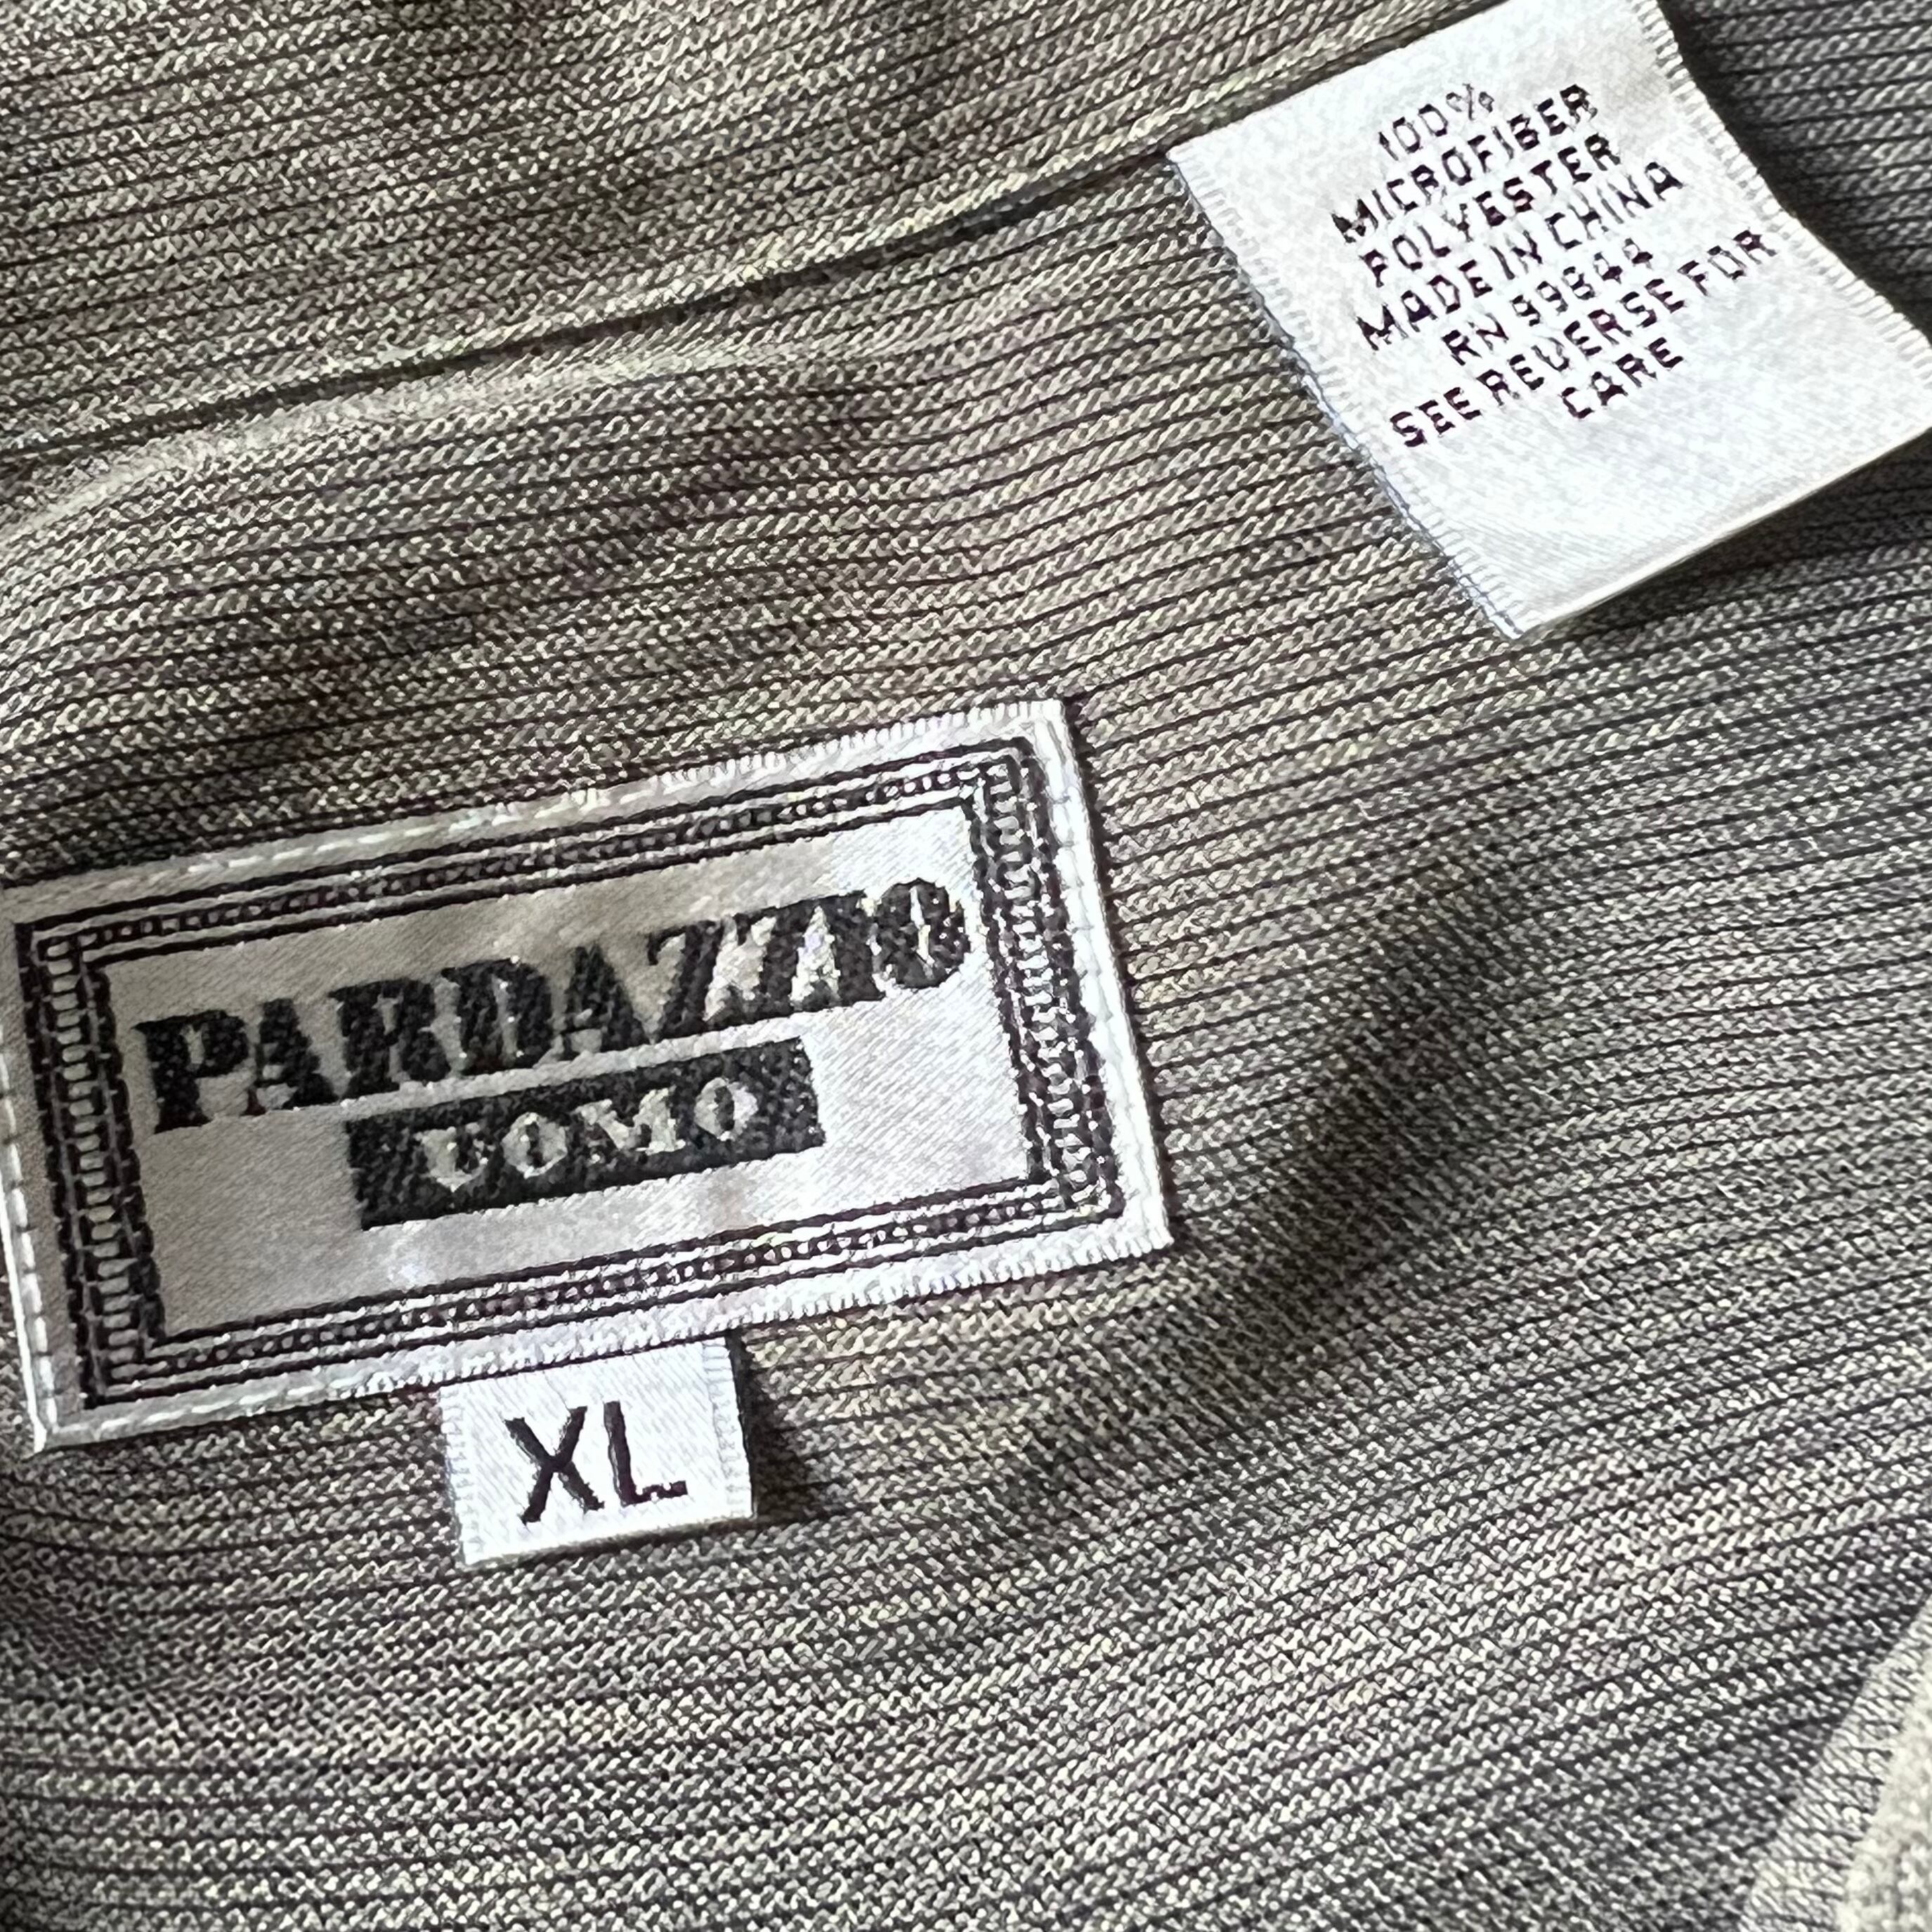 100%
MICROFIBER
POLYESTER
MADE IN CHINA
RN 99844
SEE REVERSE FOR
CARE
PARDAZZIO
UOMO
XL